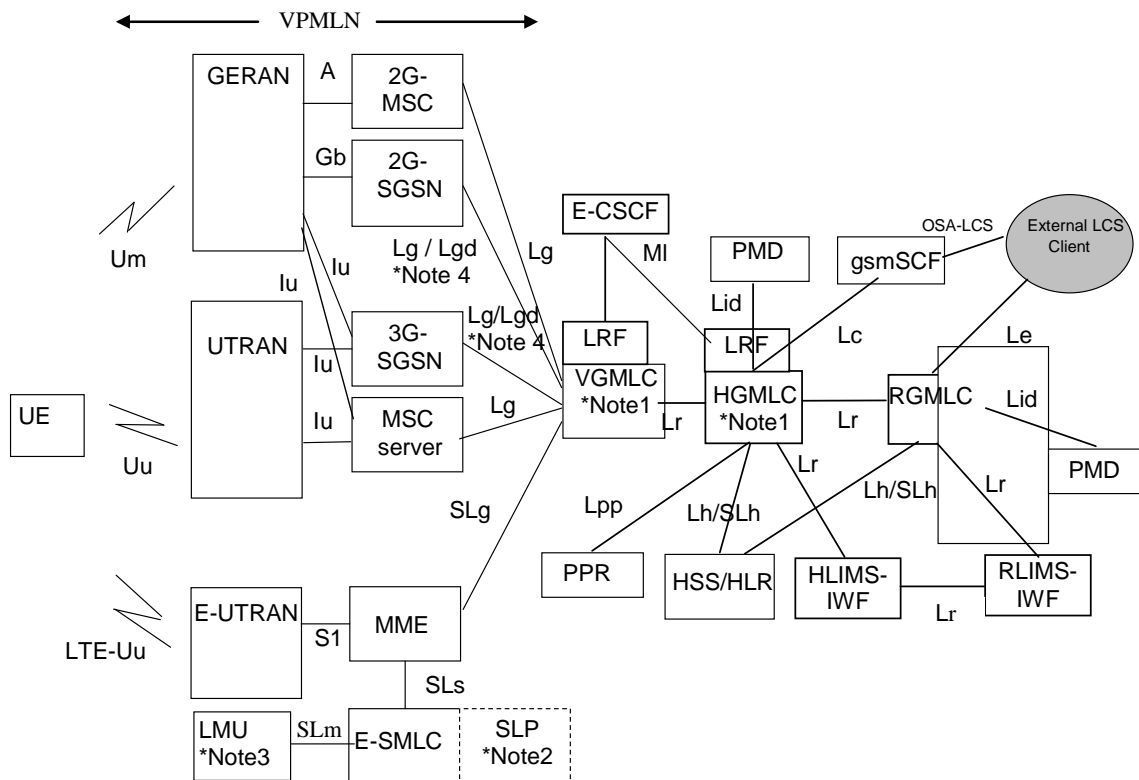 VPMLN
GERAN
A
2G-
MSC
Gb
2G-
SGSN
Um
Iu
Iu
Lg / Lgd
*Note 4
Lg
E-CSCF
MI
PMD
OSA-LCS
gsmSCF
External LCS
Client
UTRAN
Iu
3G-
SGSN
Lg/Lgd
*Note 4
LRF
Lid
LRF
Lc
Le
VGMLC
*Note1
Lr
HGMLC
*Note1
Lr
RGMLC
Lid
PMD
UE
Uu
Iu
MSC
server
Lg
SLg
Lpp
Lh/SLh
Lr
Lh/SLh
Lr
PPR
HSS/HLR
HLIMS-
IWF
Lr
RLIMS-
IWF
LTE-Uu
E-UTRAN
S1
MME
SLs
LMU
*Note3
SLm
E-SMLC
SLP
*Note2